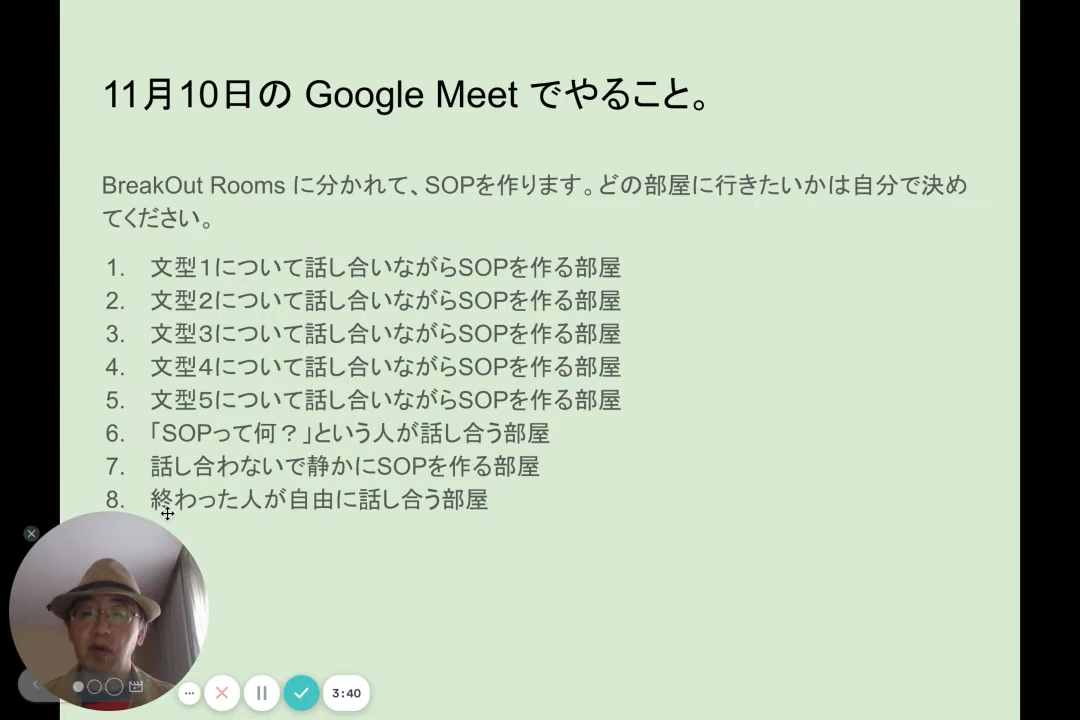 11月10日の Google Meet でやること。
BreakOut Rooms に分かれて、SOPを作ります。どの部屋に行きたいかは自分で決め
てください。
1. 文型１について話し合いながらSOPを作る部屋
2. 文型２について話し合いながらSOPを作る部屋
3. 文型３について話し合いながらSOPを作る部屋
4. 文型４について話し合いながらSOPを作る部屋
5. 文型５について話し合いながらSOPを作る部屋
6. 「SOPって何？」という人が話し合う部屋
7. 話し合わないで静かにSOPを作る部屋
8. 終わった人が自由に話し合う部屋
3:40